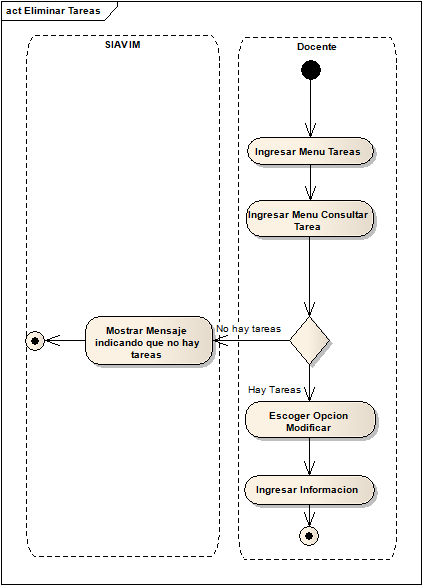 act Eliminar Tareas
SIAVIM
Docente
Ingresar Menu Tareas
Ingresar Menu Consultar
Tarea
No hay tareas
Mostrar Mensaje
indicando que no hay
tareas
Hay Tareas
Escoger Opcion
Modificar
Ingresar Informacion